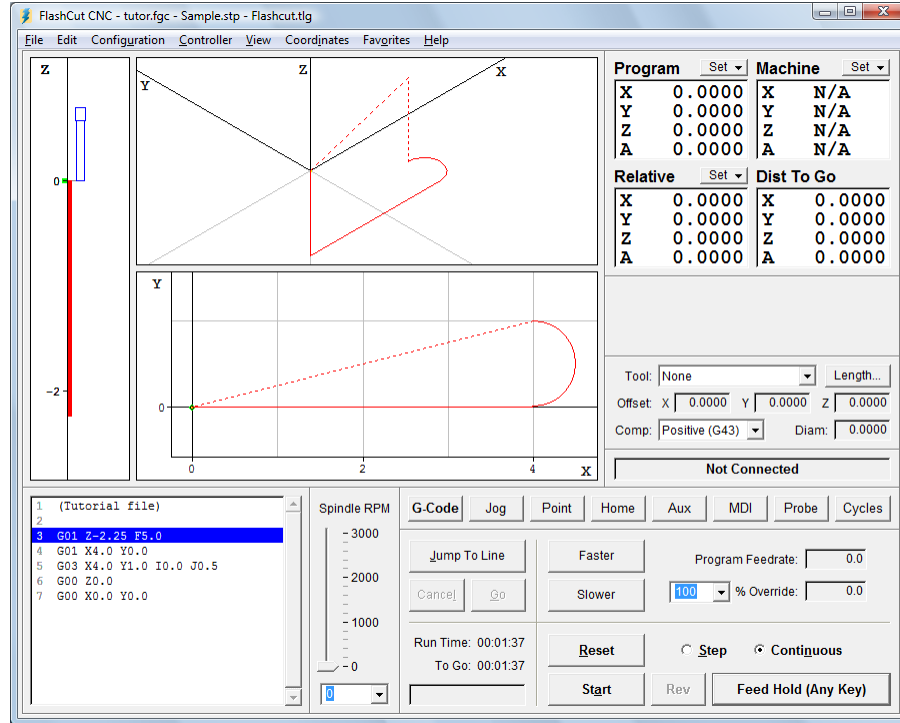 FlashCut CNC - tutor.fgc - Sample.stp - Flashcut.tlg
File Edit Configuration Controller View Coordinates Favorites Help
Z
0
-2
Y Z X
Y
0
0 2 4 X
Program Set Machine Set
X 0.0000 X N/A
Y 0.0000 Y N/A
Z 0.0000 Z N/A
A 0.0000 A N/A
Relative Set Dist To Go
X 0.0000 X 0.0000
Y 0.0000 Y 0.0000
Z 0.0000 Z 0.0000
A 0.0000 A 0.0000
Tool: None Length...
Offset: X 0.0000 Y 0.0000 Z 0.0000
Comp: Positive (G43) Diam: 0.0000
Not Connected
1 (Tutorial file)
2
3 G01 Z-2.25 F5.0
4 G01 X4.0 Y0.0
5 G03 X4.0 Y1.0 I0.0 J0.5
6 G00 Z0.0
7 G00 X0.0 Y0.0
Spindle RPM
3000
2000
1000
0
0
G-Code Jog Point Home Aux MDI Probe Cycles
Jump To Line Faster Program Feedrate: 0.0
Cancel Go Slower 100 % Override: 0.0
Run Time: 00:01:37 Reset Step Continuous
To Go: 00:01:37
Start Rev Feed Hold (Any Key)